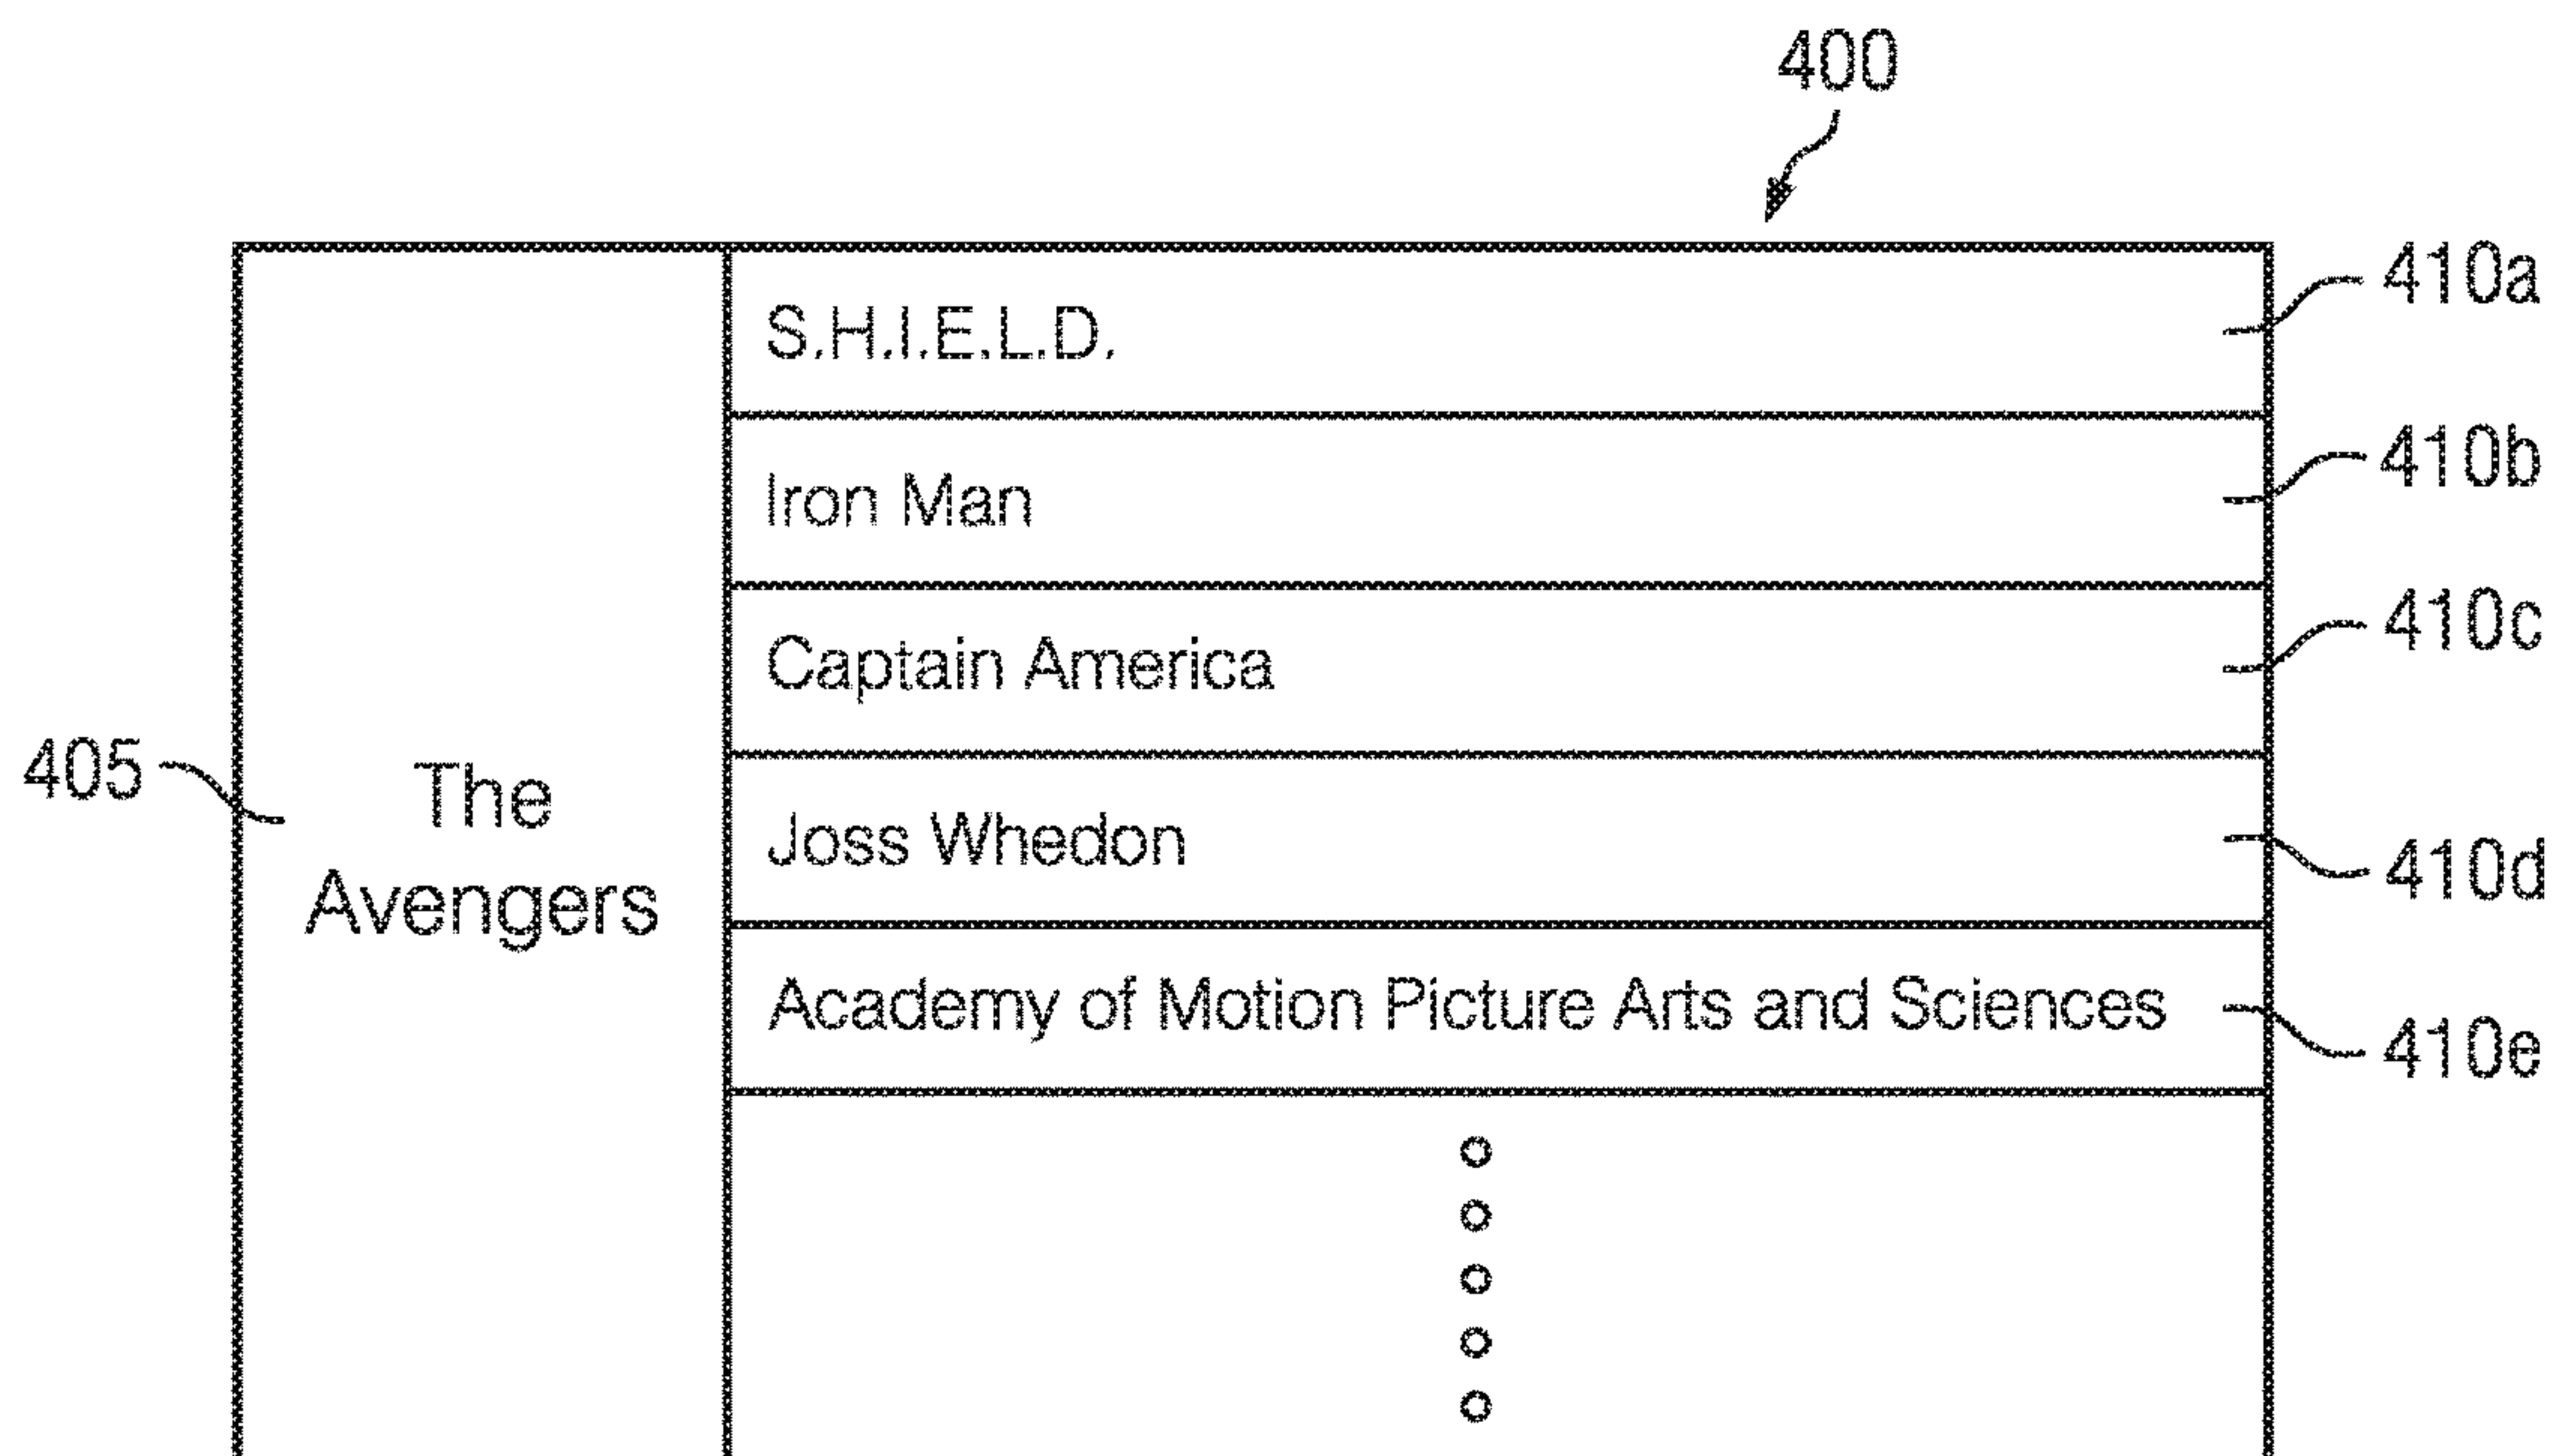 400
S.H.I.E.L.D.
410a
Iron Man
410b
Captain America
410c
405
The
Avengers
Joss Whedon
410d
Academy of Motion Picture Arts and Sciences
410e